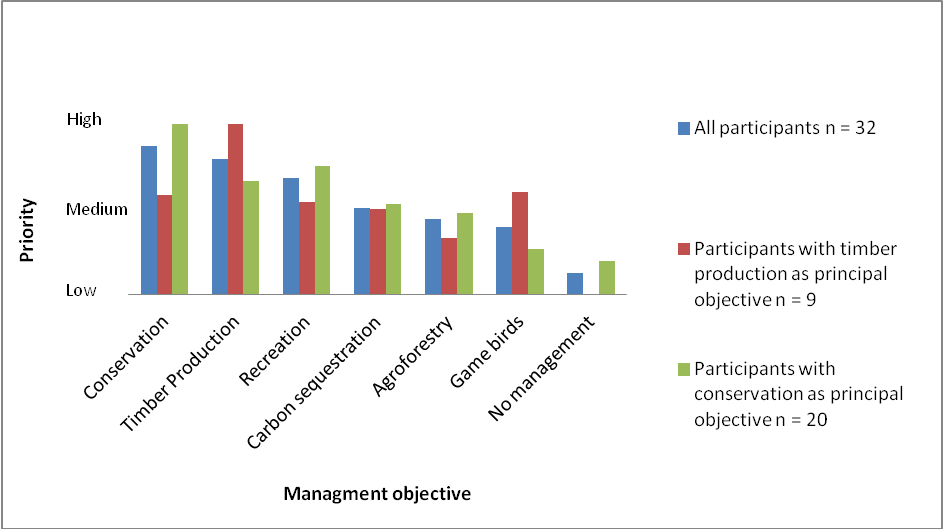 High
Medium
Low
Priority
Conservation
Timber Production
Recreation
Carbon sequestration
Agroforestry
Game birds
No management
Managment objective
All participants n = 32
Participants with timber
production as principal
objective n = 9
Participants with
conservation as principal
objective n = 20